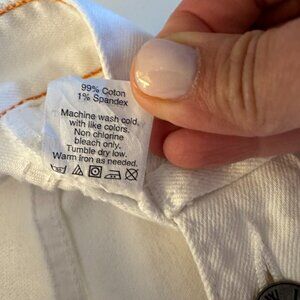 99% Coton
1% Spandex
Machine wash cold,
with like colors.
Non chlorine
bleach only.
Tumble dry low.
Warm iron as needed.